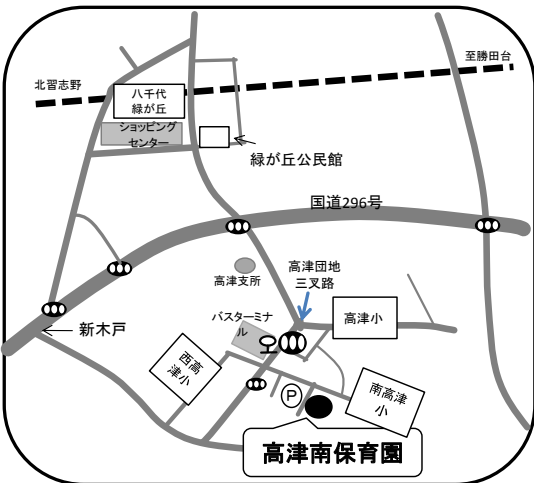 至勝田台
北習志野
八千代
緑が丘
ショッピング
センター
緑が丘公民館
国道296号
高津支所
高津団地
三叉路
バスターミナ
ル
高津小
新木戸
西高
津小
南高津
小
P
高津南保育園